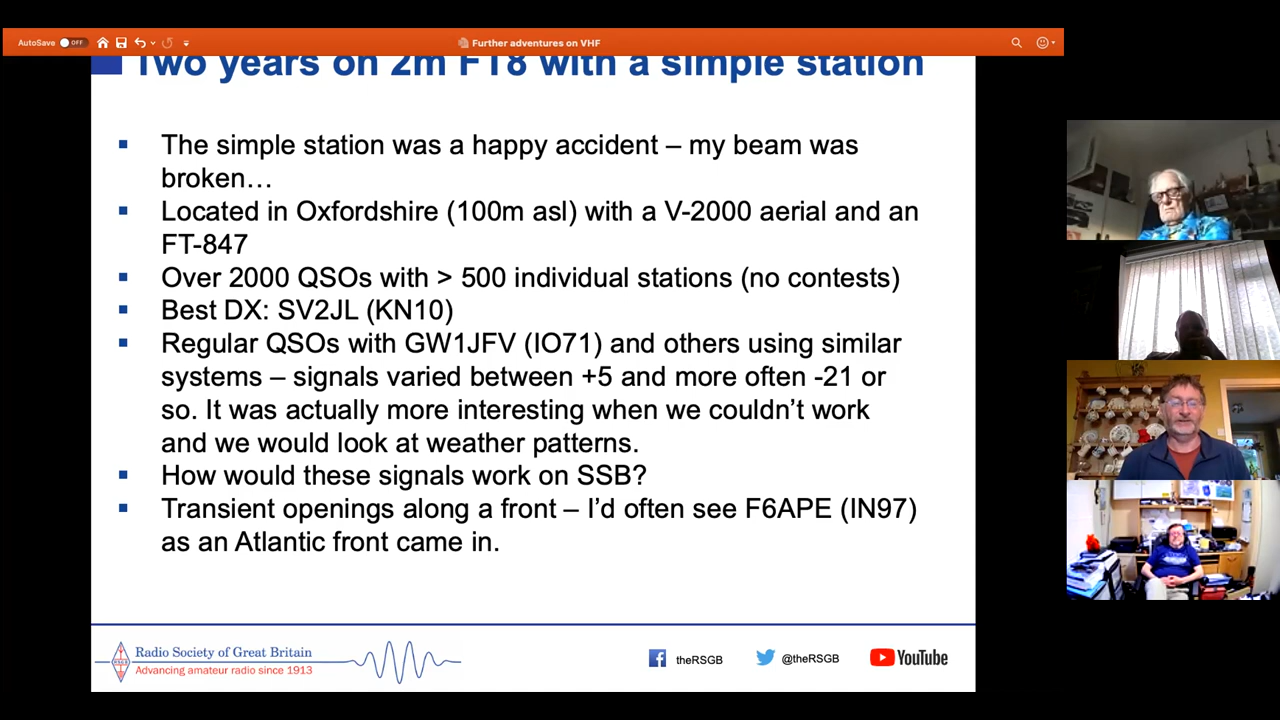 AutoSave OFF
Further adventures on VHF
Two years on 2m FT8 with a simple station
▪ The simple station was a happy accident – my beam was
broken…
▪ Located in Oxfordshire (100m asl) with a V-2000 aerial and an
FT-847
▪ Over 2000 QSOs with > 500 individual stations (no contests)
▪ Best DX: SV2JL (KN10)
▪ Regular QSOs with GW1JFV (IO71) and others using similar
systems – signals varied between +5 and more often -21 or
so. It was actually more interesting when we couldn’t work
and we would look at weather patterns.
▪ How would these signals work on SSB?
▪ Transient openings along a front – I’d often see F6APE (IN97)
as an Atlantic front came in.
RSGB
Radio Society of Great Britain
Advancing amateur radio since 1913
theRSGB
@theRSGB
YouTube